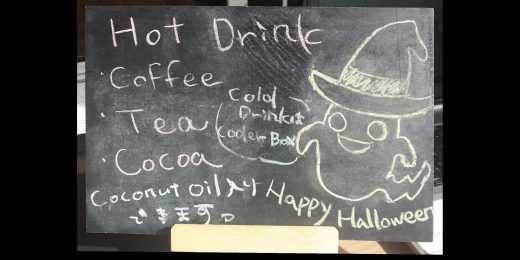 Hot Drink
・Coffee
・Tea
・Cocoa
Cold
Drink
Cooler Box
Coconut Oil入り
できます。
Happy Halloween